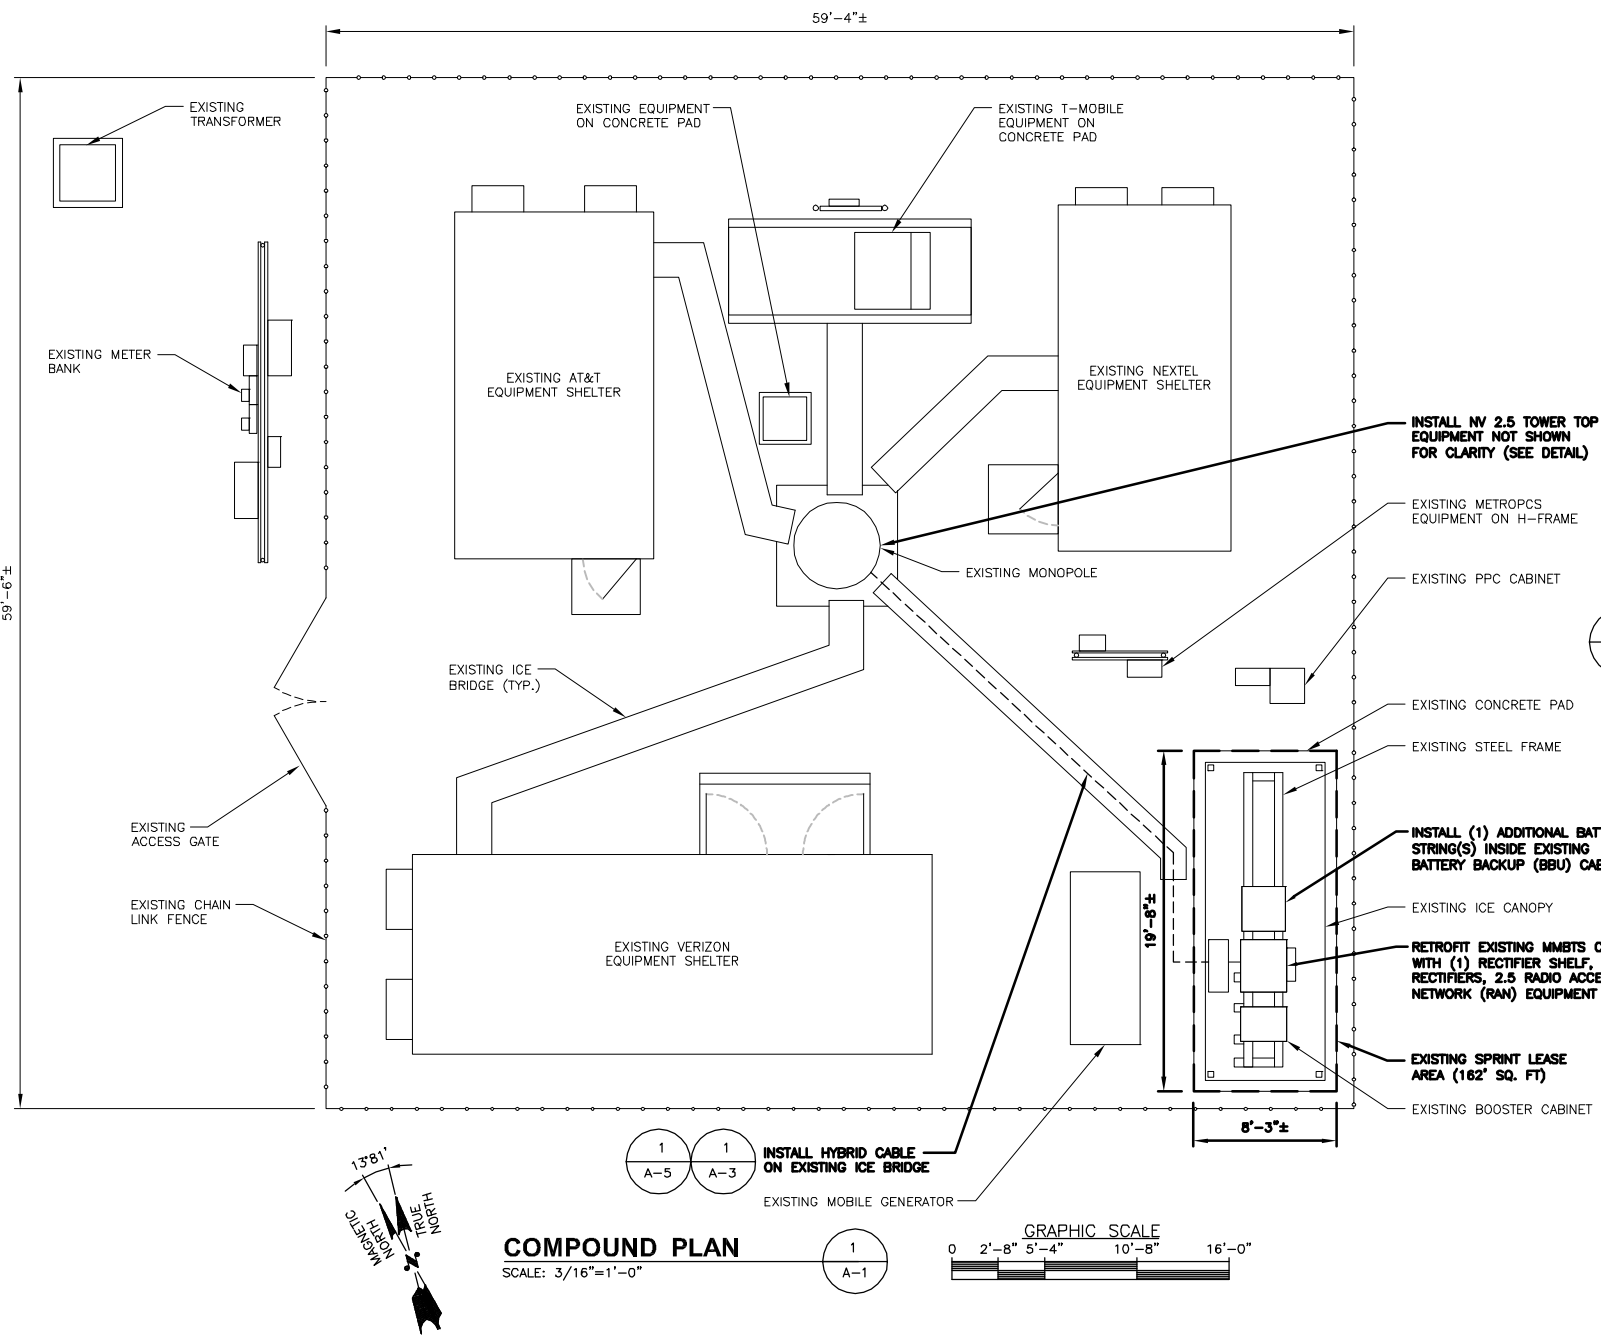 59'-4"±
EXISTING
TRANSFORMER
EXISTING EQUIPMENT
ON CONCRETE PAD
EXISTING T-MOBILE
EQUIPMENT ON
CONCRETE PAD
EXISTING METER
BANK
EXISTING AT&T
EQUIPMENT SHELTER
EXISTING NEXTEL
EQUIPMENT SHELTER
INSTALL NV 2.5 TOWER TOP
EQUIPMENT NOT SHOWN
FOR CLARITY (SEE DETAIL)
EXISTING METROPCS
EQUIPMENT ON H-FRAME
EXISTING MONOPOLE
EXISTING PPC CABINET
59'-6"±
EXISTING ICE
BRIDGE (TYP.)
EXISTING CONCRETE PAD
EXISTING STEEL FRAME
EXISTING
ACCESS GATE
INSTALL (1) ADDITIONAL
STRING(S) INSIDE EXISTING
BATTERY BACKUP (BBU)
EXISTING CHAIN
LINK FENCE
EXISTING ICE CANOPY
19'-8"±
EXISTING VERIZON
EQUIPMENT SHELTER
RETROFIT EXISTING MMBTS
WITH (1) RECTIFIER SHELF,
RECTIFIERS, 2.5 RADIO
NETWORK (RAN) EQUIPMENT
EXISTING SPRINT LEASE
AREA (162' SQ. FT)
EXISTING BOOSTER CABINET
8'-3"±
1
A-5
1
A-3
INSTALL HYBRID CABLE
ON EXISTING ICE BRIDGE
EXISTING MOBILE GENERATOR
13°81'
MAGNETIC
NORTH
TRUE
NORTH
N
COMPOUND PLAN
SCALE: 3/16"=1'-0"
1
A-1
GRAPHIC SCALE
0 2'-8" 5'-4" 10'-8" 16'-0"